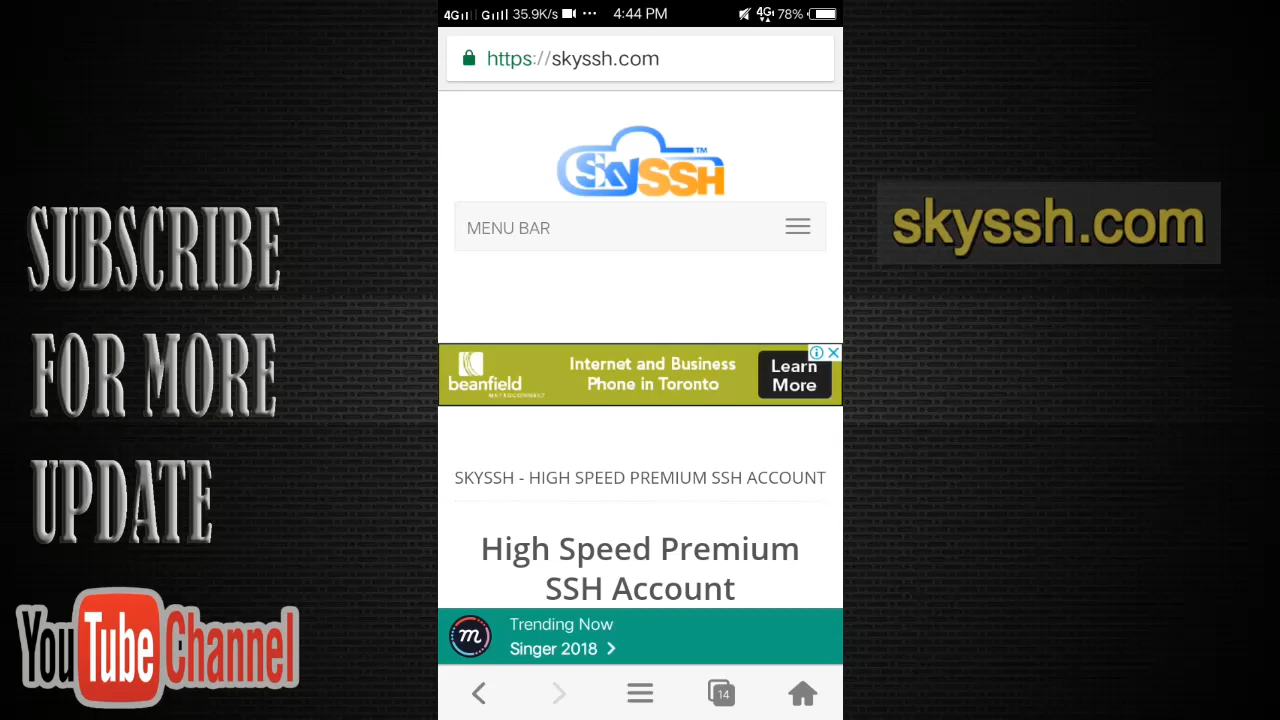 4G G 35.9K/s ... 4:44 PM 4G 78%
https://skyssh.com
SkySSH™
MENU BAR
beanfield
METROCONNECT
Internet and Business
Phone in Toronto
Learn
More
SKYSSH - HIGH SPEED PREMIUM SSH ACCOUNT
High Speed Premium
SSH Account
m
Trending Now
Singer 2018 >
14
SUBSCRIBE
FOR MORE
UPDATE
YouTube Channel
skyssh.com